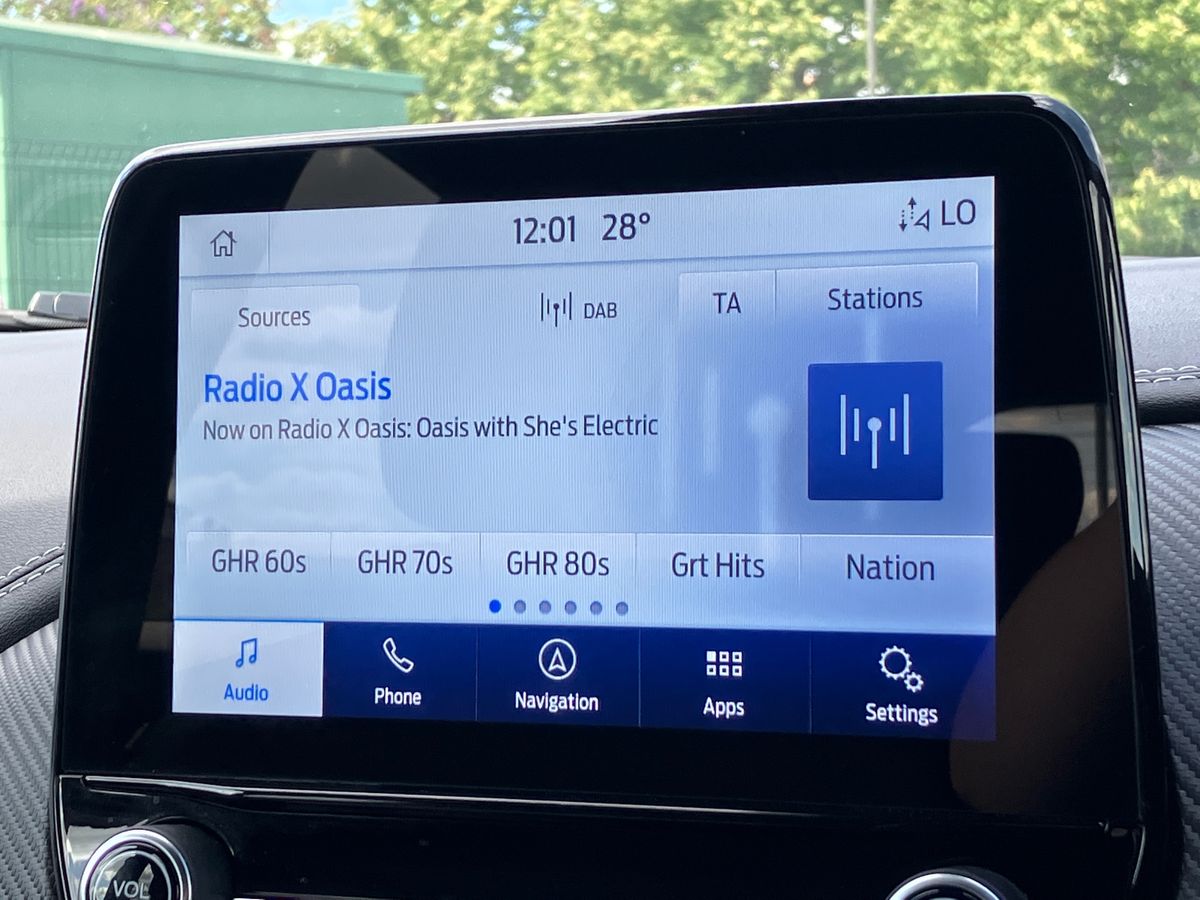 12:01 28° LO
Sources DAB TA Stations
Radio X Oasis
Now on Radio X Oasis: Oasis with She's Electric
GHR 60s GHR 70s GHR 80s Grt Hits Nation
Audio Phone Navigation Apps Settings
VOL